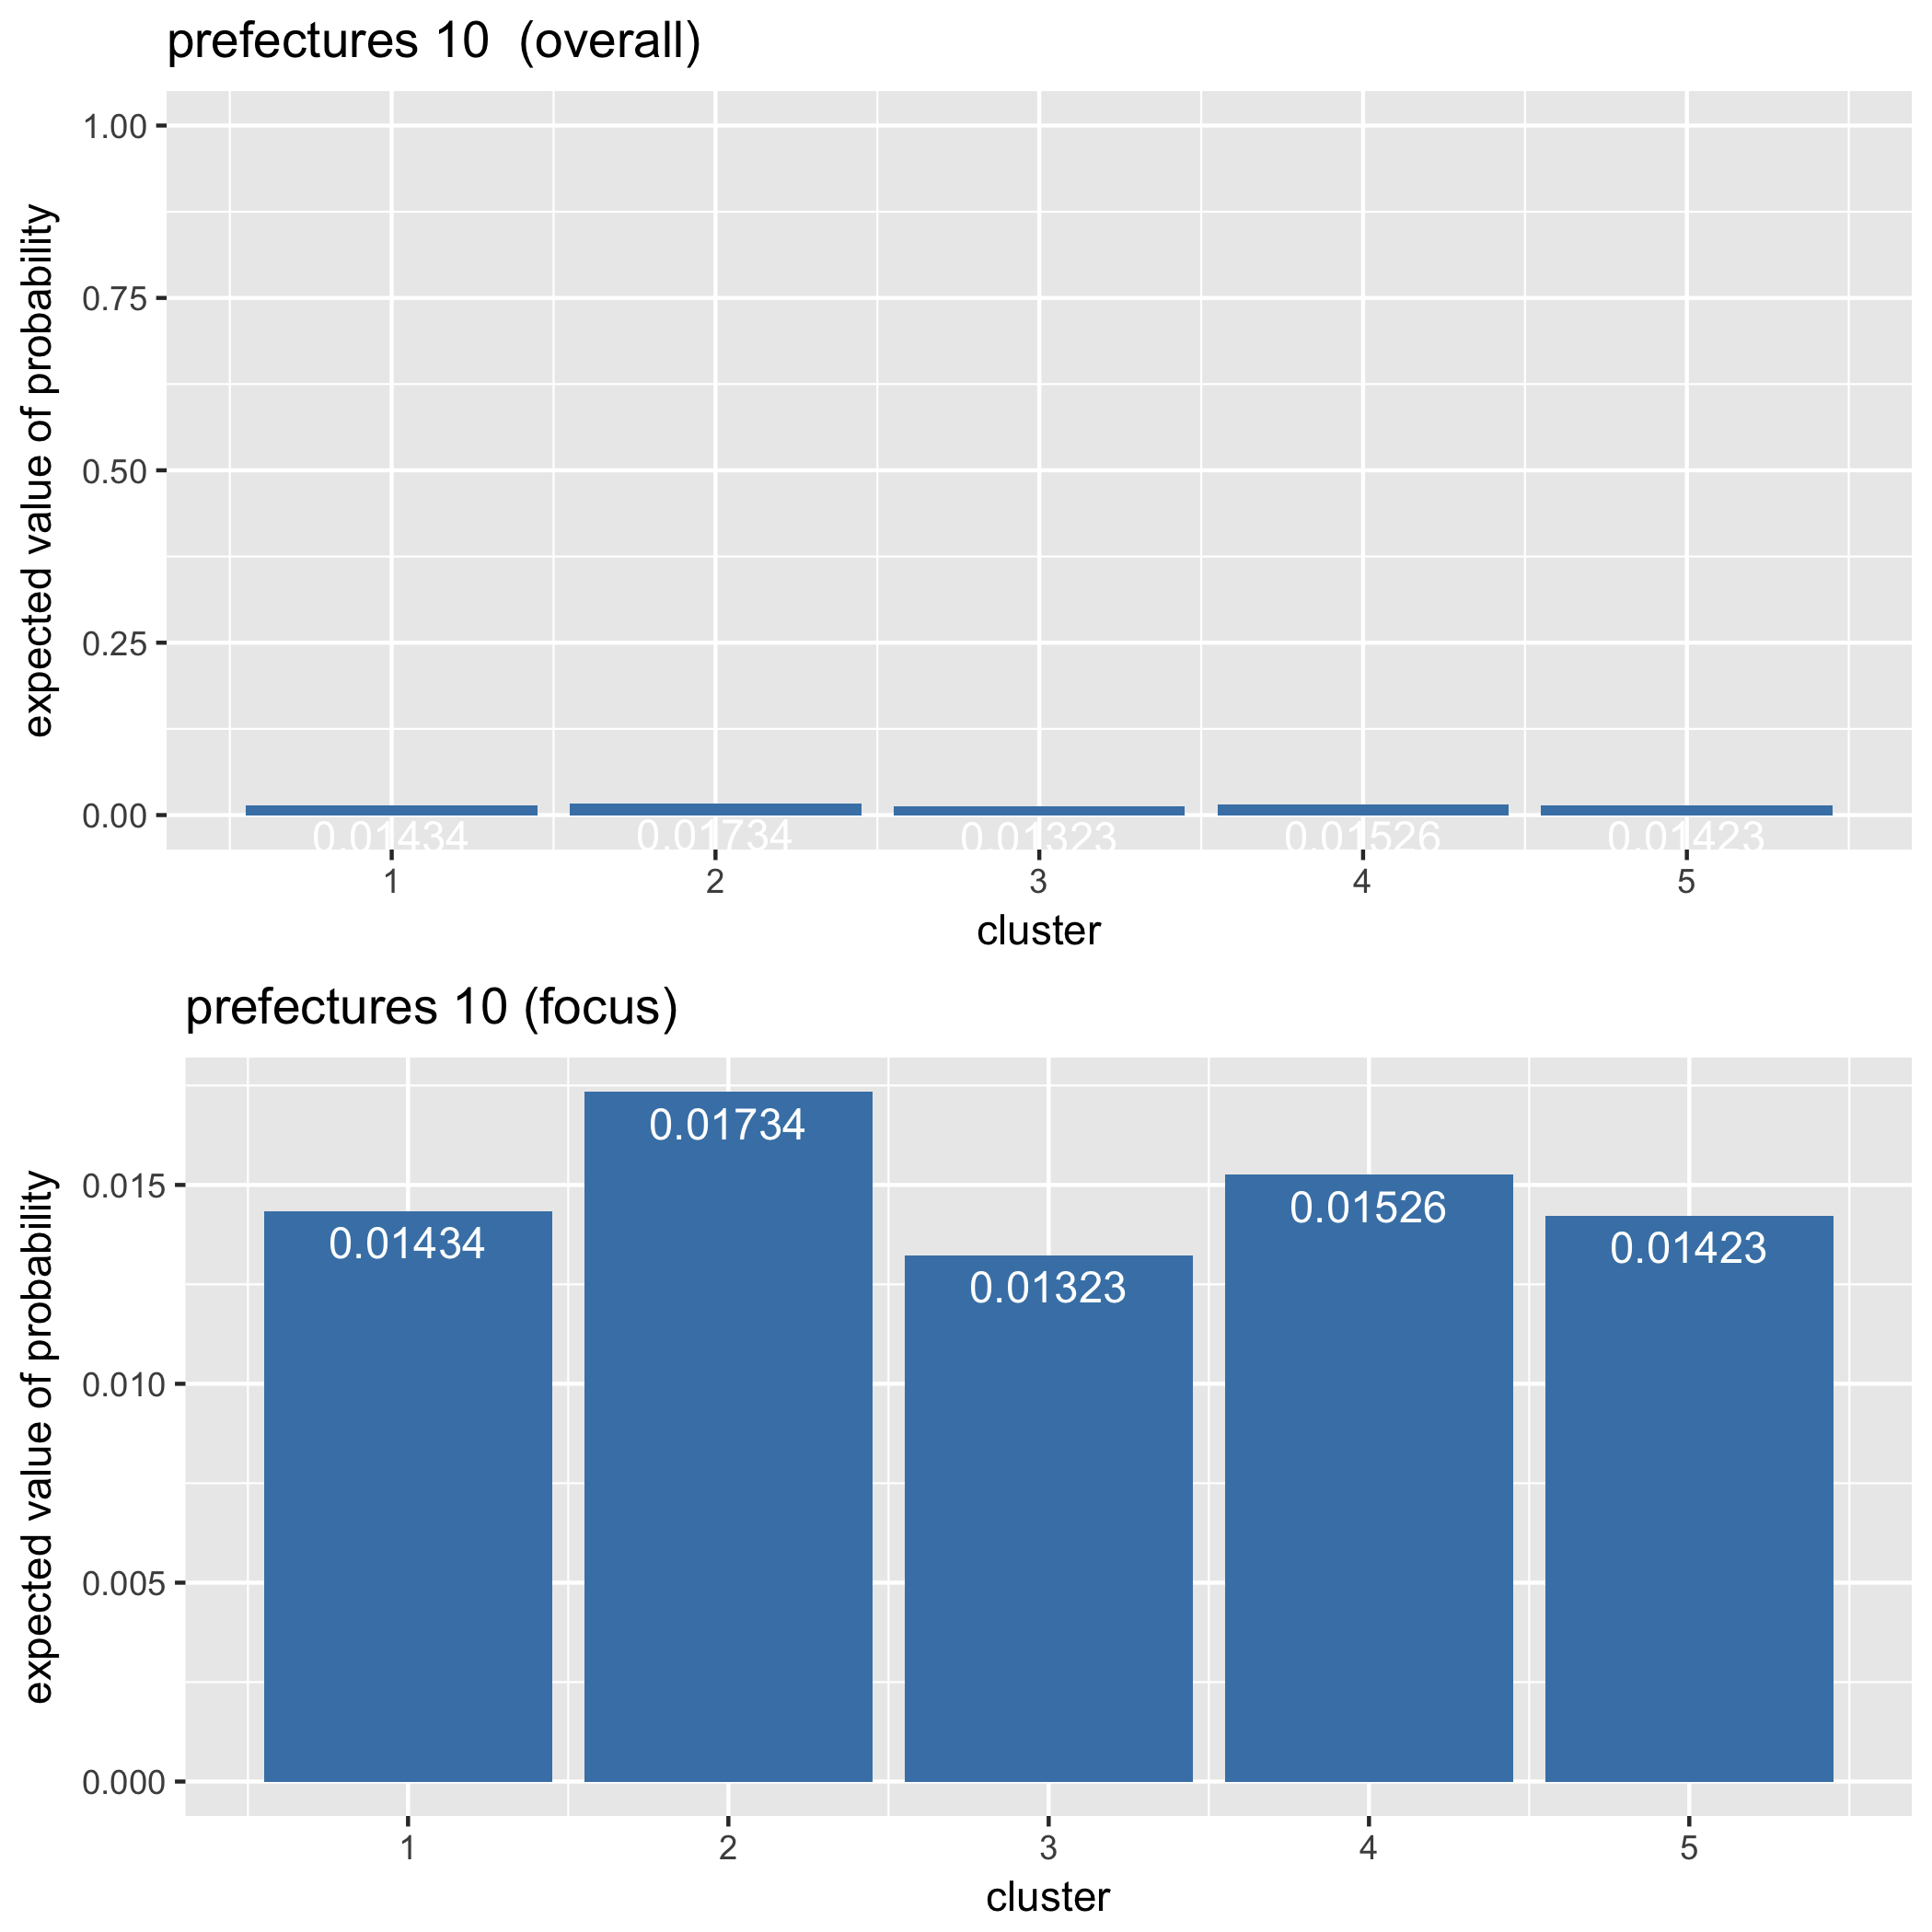 prefectures 10  (overall)
expected value of probability
1.00
0.75
0.50
0.25
0.00
0.01434 0.01734 0.01323 0.01526 0.01423
1 2 3 4 5
cluster
prefectures 10 (focus)
expected value of probability
0.015
0.010
0.005
0.000
0.01434 0.01734 0.01323 0.01526 0.01423
1 2 3 4 5
cluster